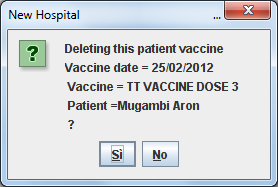 New Hospital
...
Deleting this patient vaccine
Vaccine date = 25/02/2012
Vaccine = TT VACCINE DOSE 3
Patient =Mugambi Aron
?
Si No